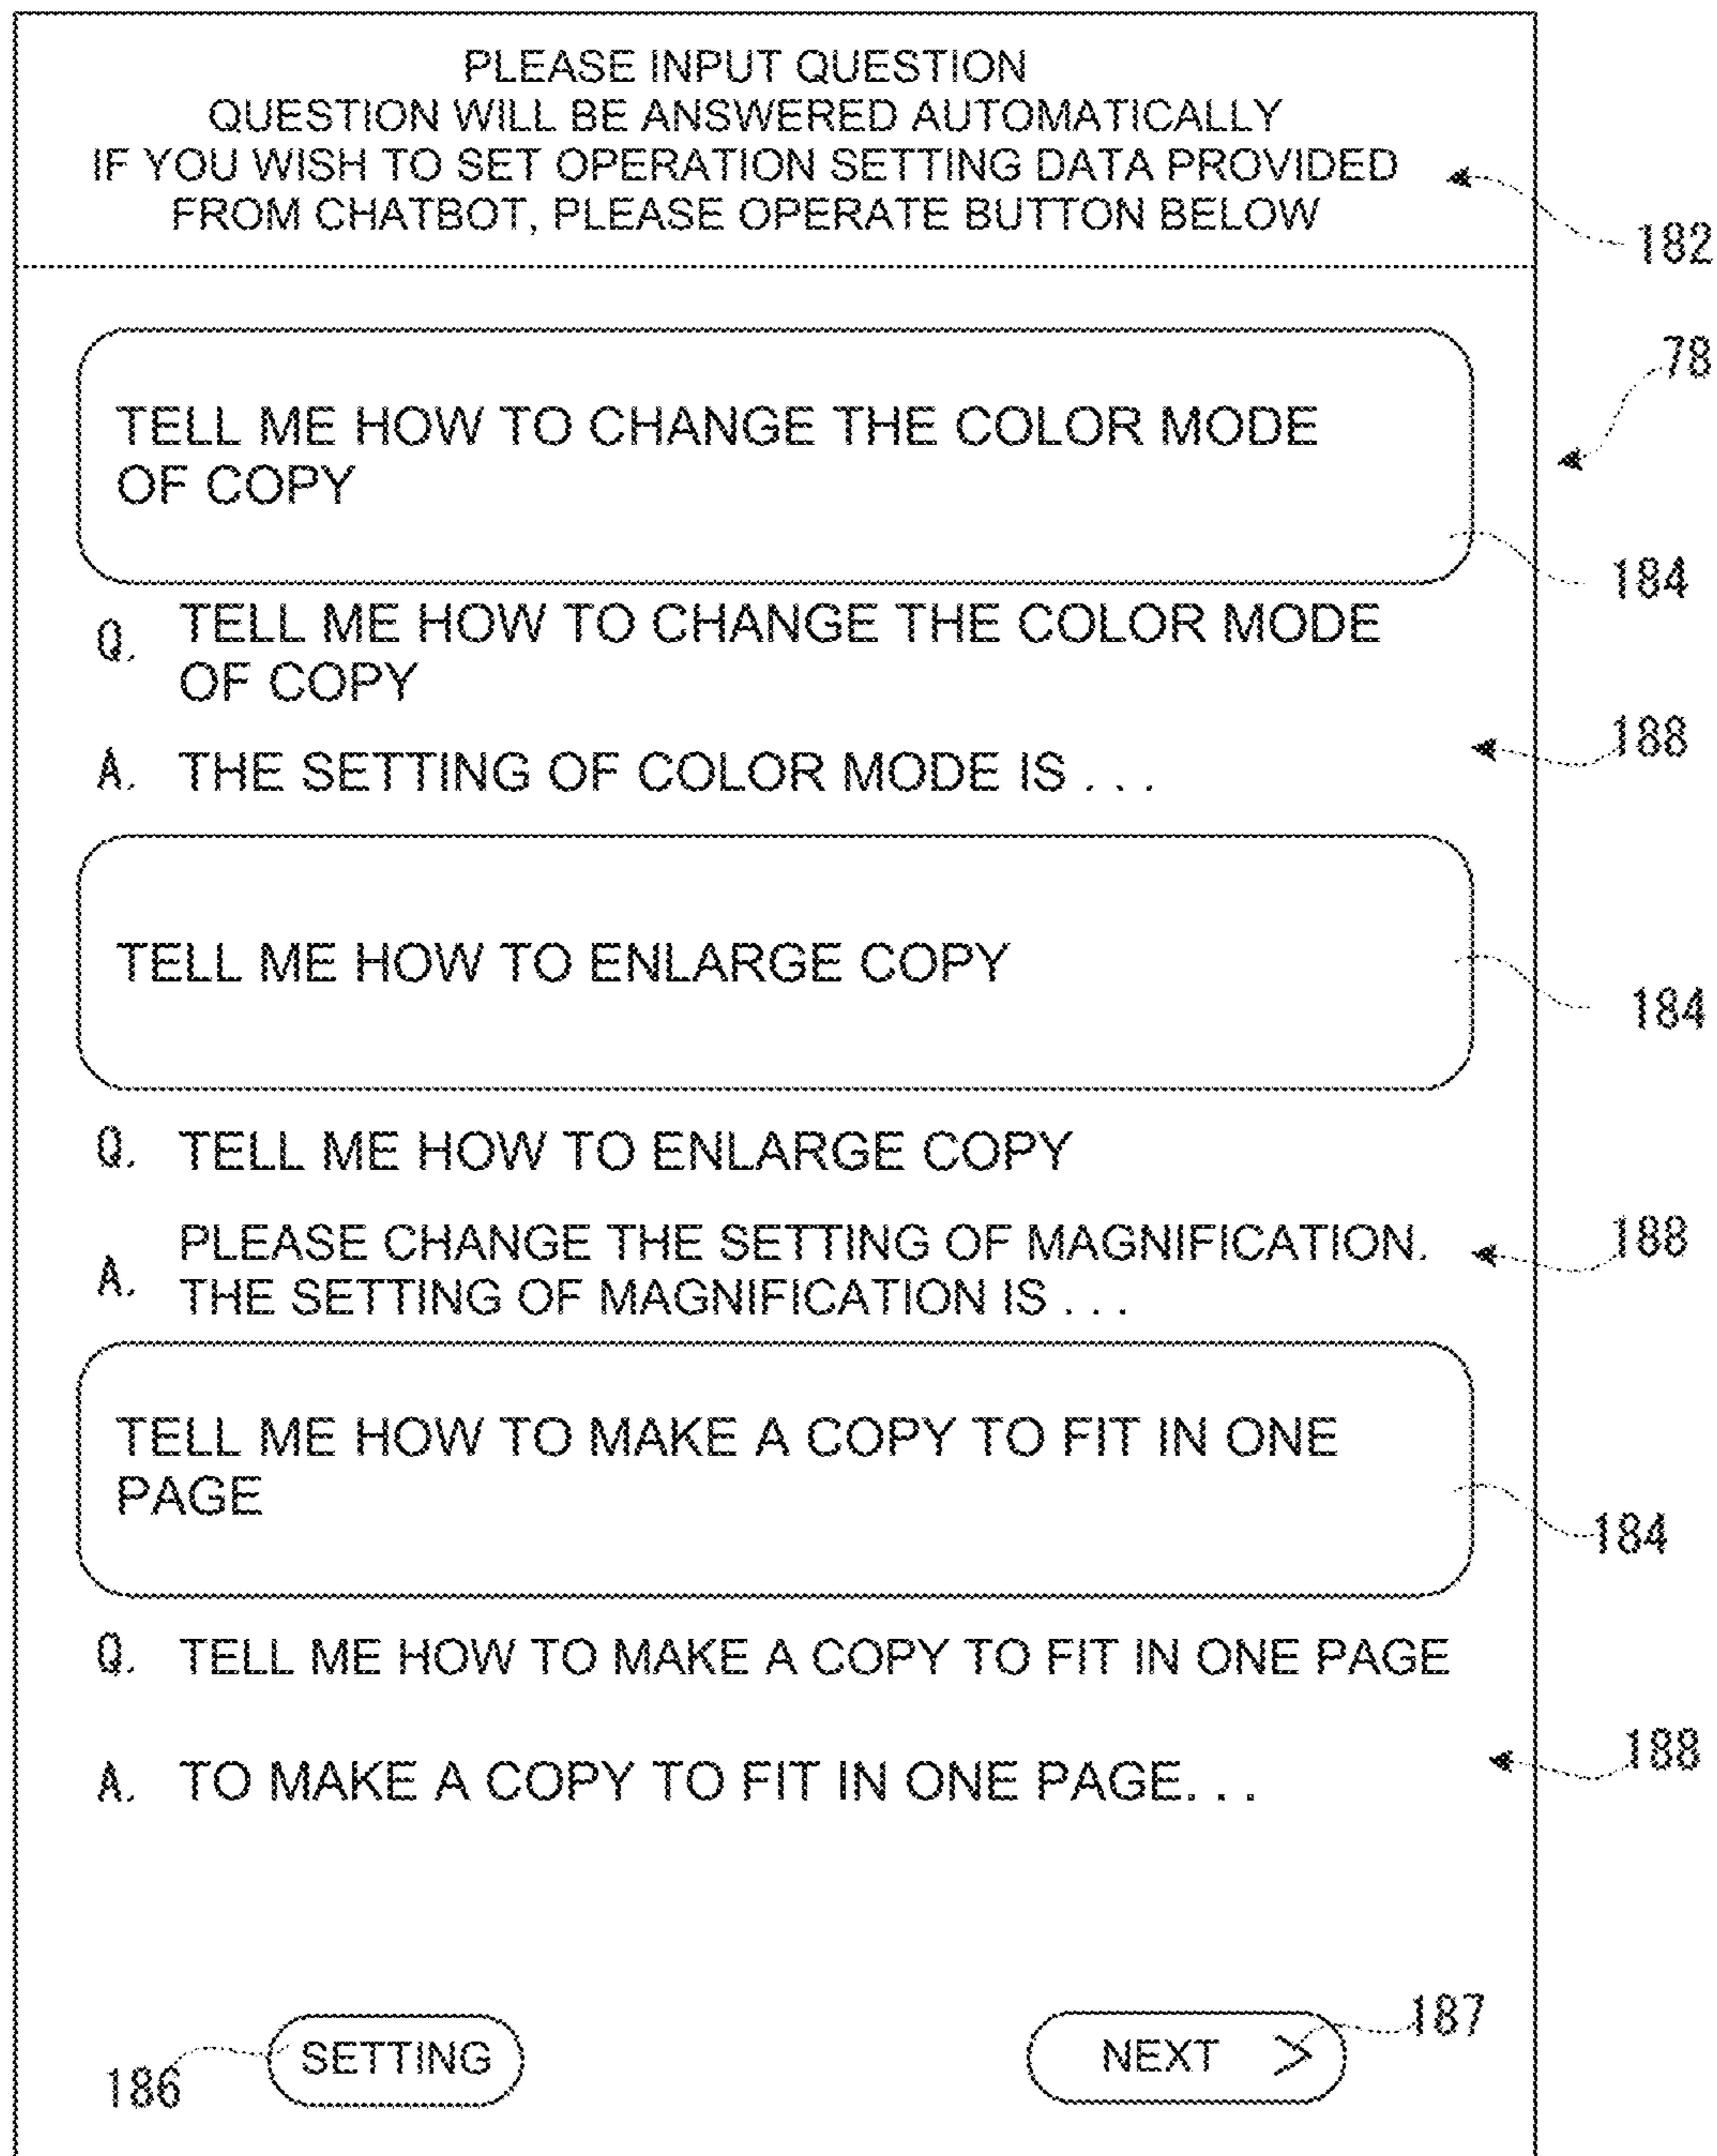 PLEASE INPUT QUESTION
QUESTION WILL BE ANSWERED AUTOMATICALLY
IF YOU WISH TO SET OPERATION SETTING DATA PROVIDED
FROM CHATBOT, PLEASE OPERATE BUTTON BELOW
182
78
TELL ME HOW TO CHANGE THE COLOR MODE
OF COPY
184
Q. TELL ME HOW TO CHANGE THE COLOR MODE
OF COPY
188
A. THE SETTING OF COLOR MODE IS . . .
TELL ME HOW TO ENLARGE COPY
184
Q. TELL ME HOW TO ENLARGE COPY
A. PLEASE CHANGE THE SETTING OF MAGNIFICATION.
THE SETTING OF MAGNIFICATION IS . . .
188
TELL ME HOW TO MAKE A COPY TO FIT IN ONE
PAGE
184
Q. TELL ME HOW TO MAKE A COPY TO FIT IN ONE PAGE
188
A. TO MAKE A COPY TO FIT IN ONE PAGE. . .
186
SETTING
NEXT >
187